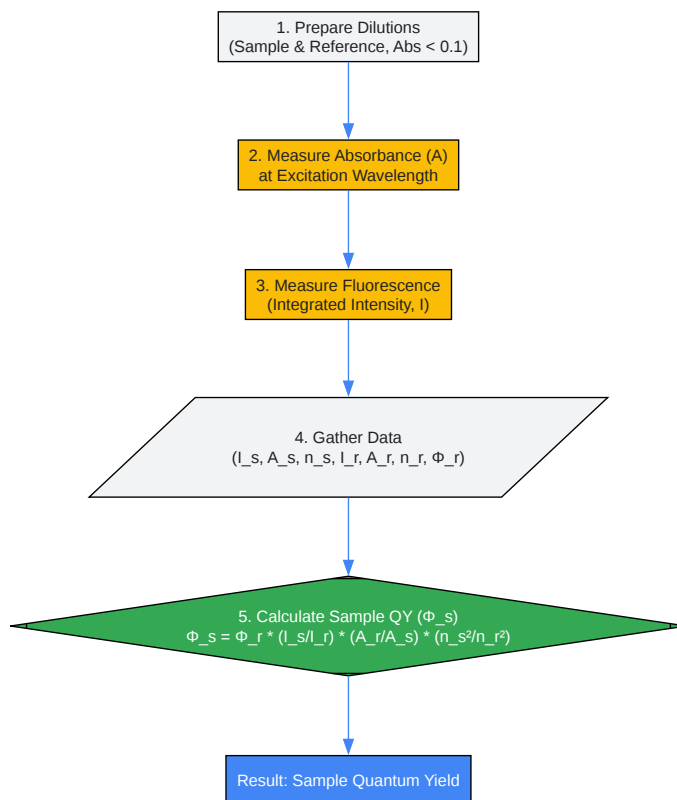 1. Prepare Dilutions
(Sample & Reference, Abs < 0.1)
2. Measure Absorbance (A)
at Excitation Wavelength
3. Measure Fluorescence
(Integrated Intensity, I)
4. Gather Data
(I_s, A_s, n_s, I_r, A_r, n_r, Φ_r)
5. Calculate Sample QY (Φ_s)
Φ_s = Φ_r * (I_s/I_r) * (A_r/A_s) * (n_s²/n_r²)
Result: Sample Quantum Yield